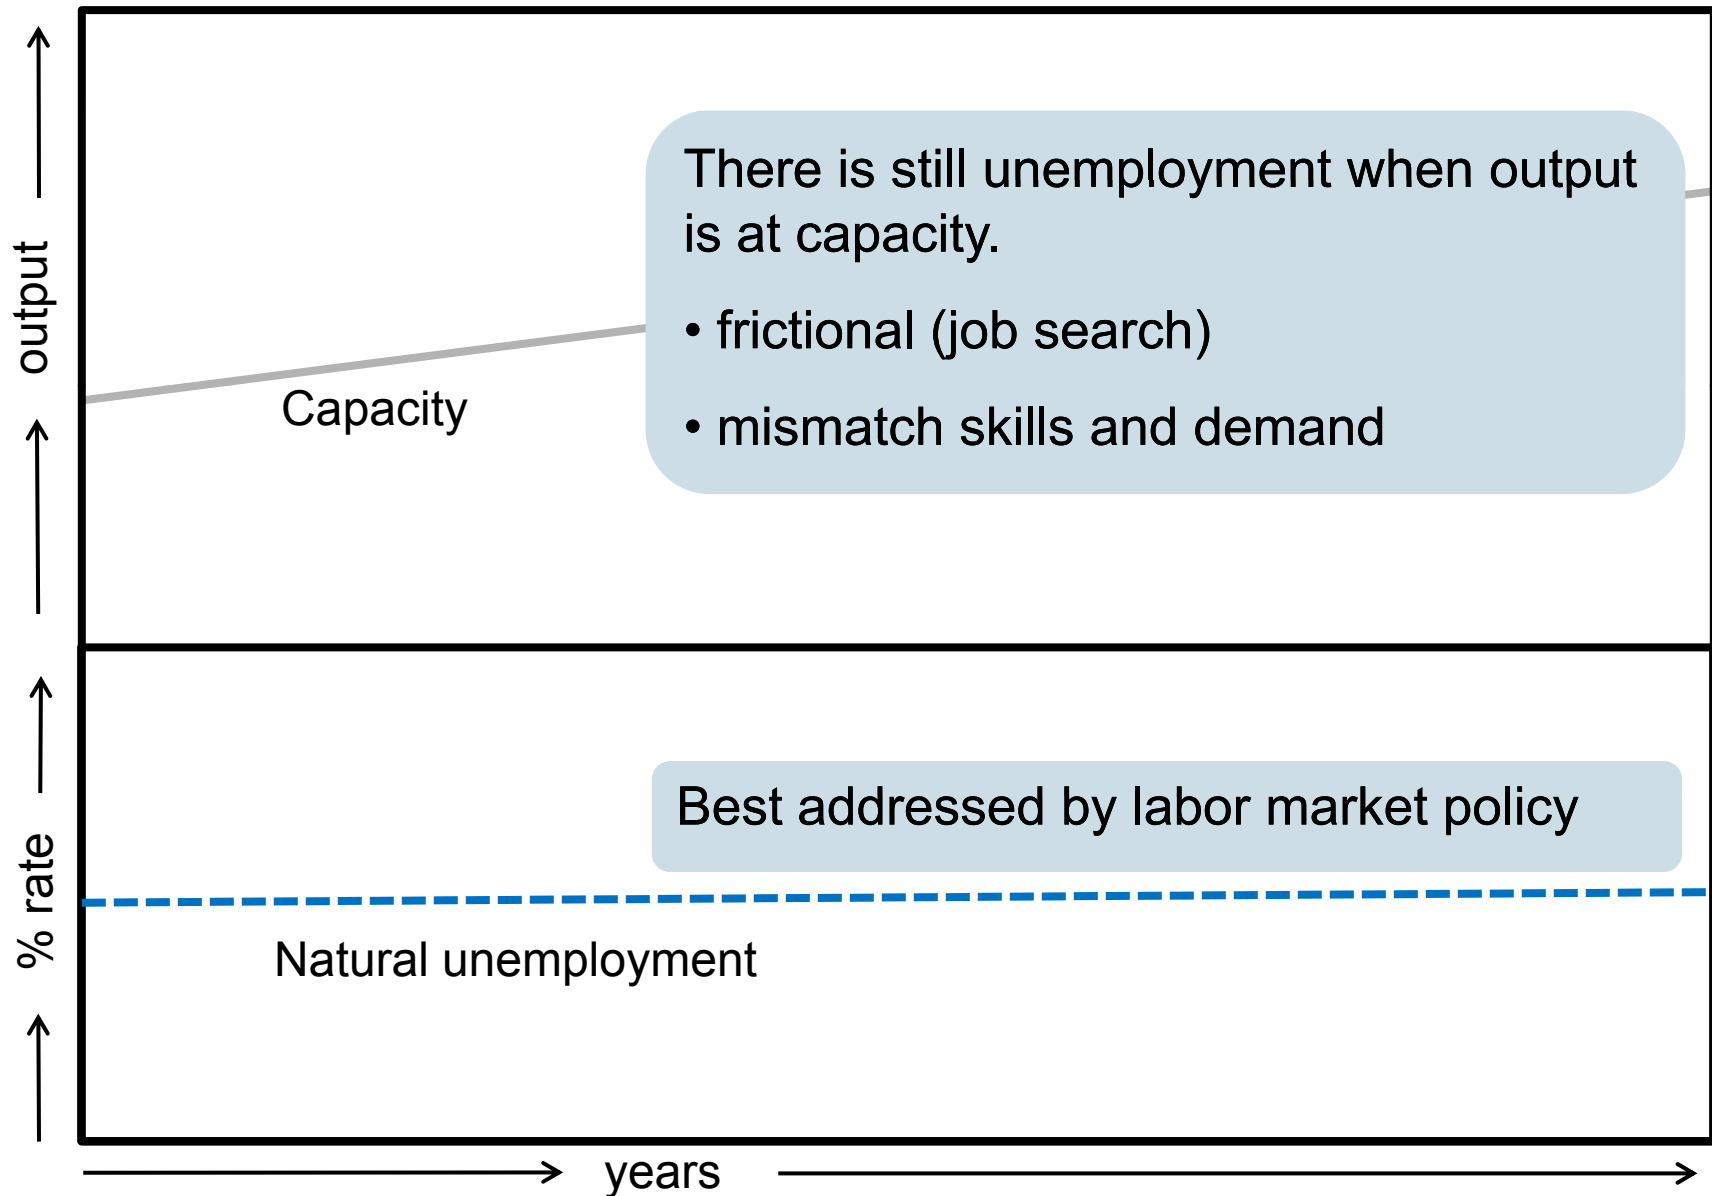 output
There is still unemployment when output
is at capacity.
• frictional (job search)
• mismatch skills and demand
Capacity
% rate
Best addressed by labor market policy
Natural unemployment
years